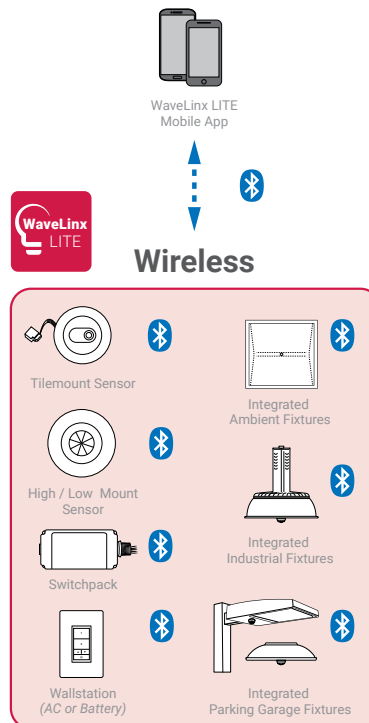 WaveLinx LITE
Mobile App
WaveLinx
LITE
Wireless
Tilemount Sensor
Integrated
Ambient Fixtures
High / Low Mount
Sensor
Integrated
Industrial Fixtures
Switchpack
Wallstation
(AC or Battery)
Integrated
Parking Garage Fixtures